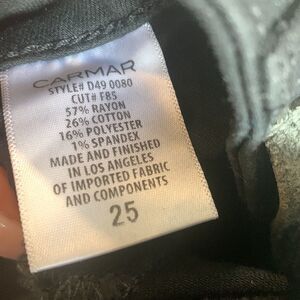 CARMAR
STYLE# D49 0080
CUT# F85
57% RAYON
26% COTTON
16% POLYESTER
1% SPANDEX
MADE AND FINISHED
IN LOS ANGELES
OF IMPORTED FABRIC
AND COMPONENTS
25